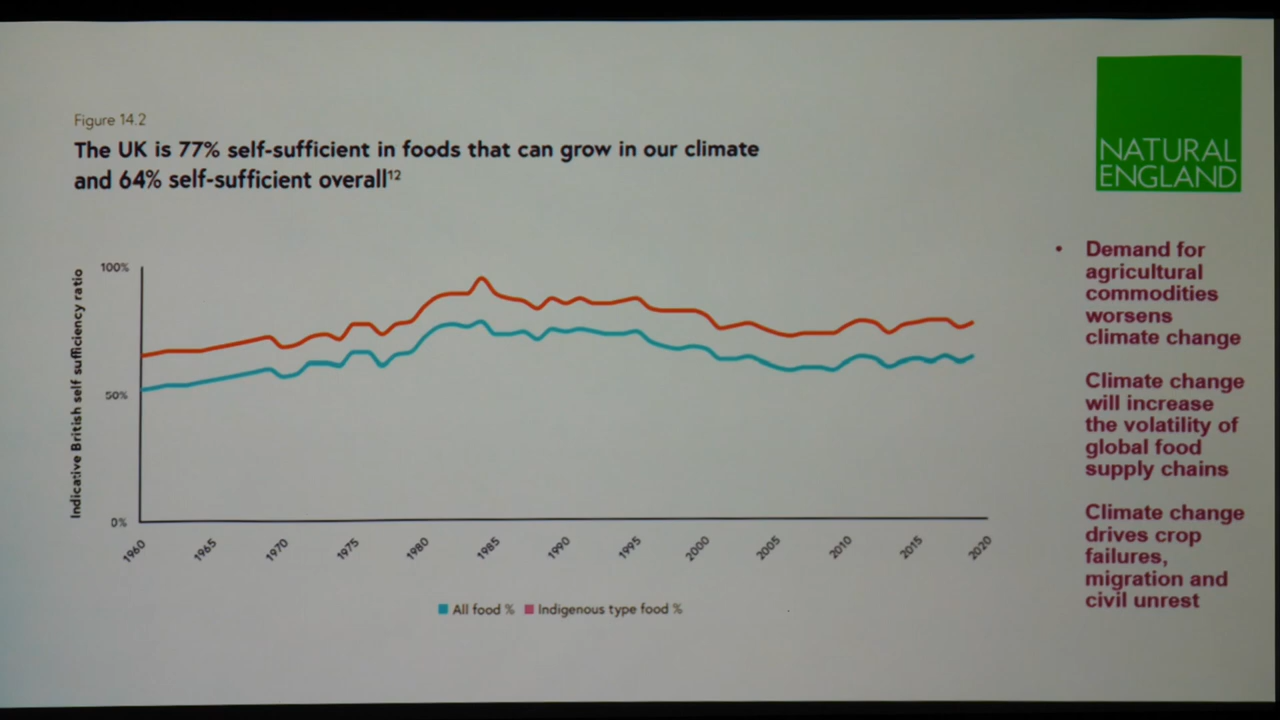 Figure 14.2
The UK is 77% self-sufficient in foods that can grow in our climate
and 64% self-sufficient overall¹²
NATURAL
ENGLAND
Indicative British self sufficiency ratio
100%
50%
0%
1960
1965
1970
1975
1980
1985
1990
1995
2000
2005
2010
2015
2020
All food %
Indigenous type food %
• Demand for
agricultural
commodities
worsens
climate change
Climate change
will increase
the volatility of
global food
supply chains
Climate change
drives crop
failures,
migration and
civil unrest